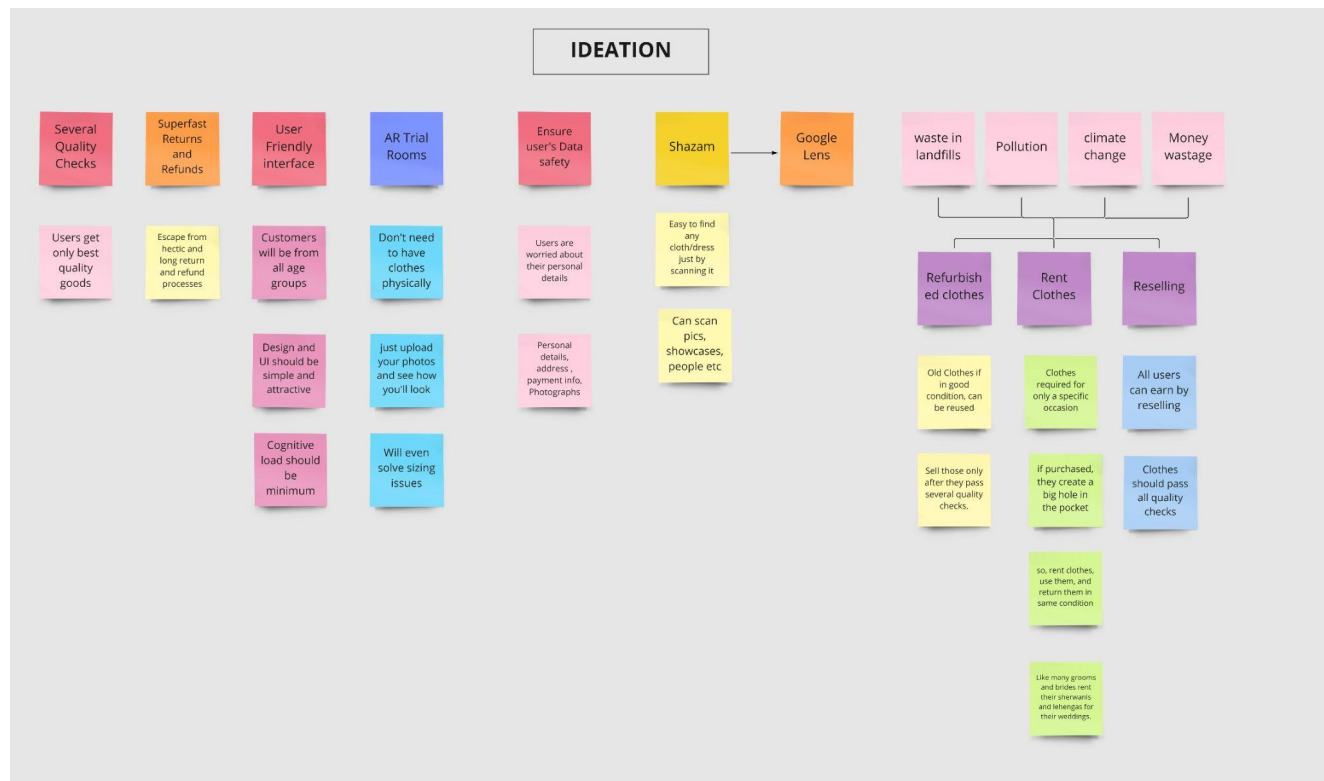 IDEATION
Several
Quality
Checks
Superfast
Returns
and
Refunds
User
Friendly
interface
AR Trial
Rooms
Ensure
user's Data
safety
Shazam
Google
Lens
waste in
landfills
Pollution
climate
change
Money
wastage
Users get
only best
quality
goods
Escape from
hectic and
long return
and refund
processes
Customers
will be from
all age
groups
Don't need
to have
clothes
physically
Users are
worried about
their personal
details
Easy to find
any
cloth/dress
just by
scanning it
Refurbish
ed clothes
Rent
Clothes
Reselling
Design and
UI should be
simple and
attractive
just upload
your photos
and see how
you'll look
Personal
details,
address ,
payment info,
Photographs
Can scan
pics,
showcases,
people etc
Old Clothes if
in good
condition, can
be reused
Clothes
required for
only a specific
occasion
All users
can earn by
reselling
Cognitive
load should
be
minimum
Will even
solve sizing
issues
Sell those only
after they pass
several quality
checks.
if purchased,
they create a
big hole in
the pocket
Clothes
should pass
all quality
checks
so, rent clothes,
use them, and
return them in
same condition
Like many grooms
and brides rent
their sherwanis
and lehengas for
their weddings.